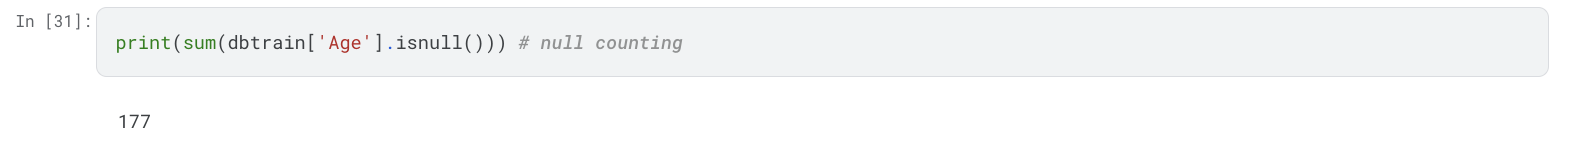 In [31]:
print(sum(dbtrain['Age'].isnull())) # null counting
177